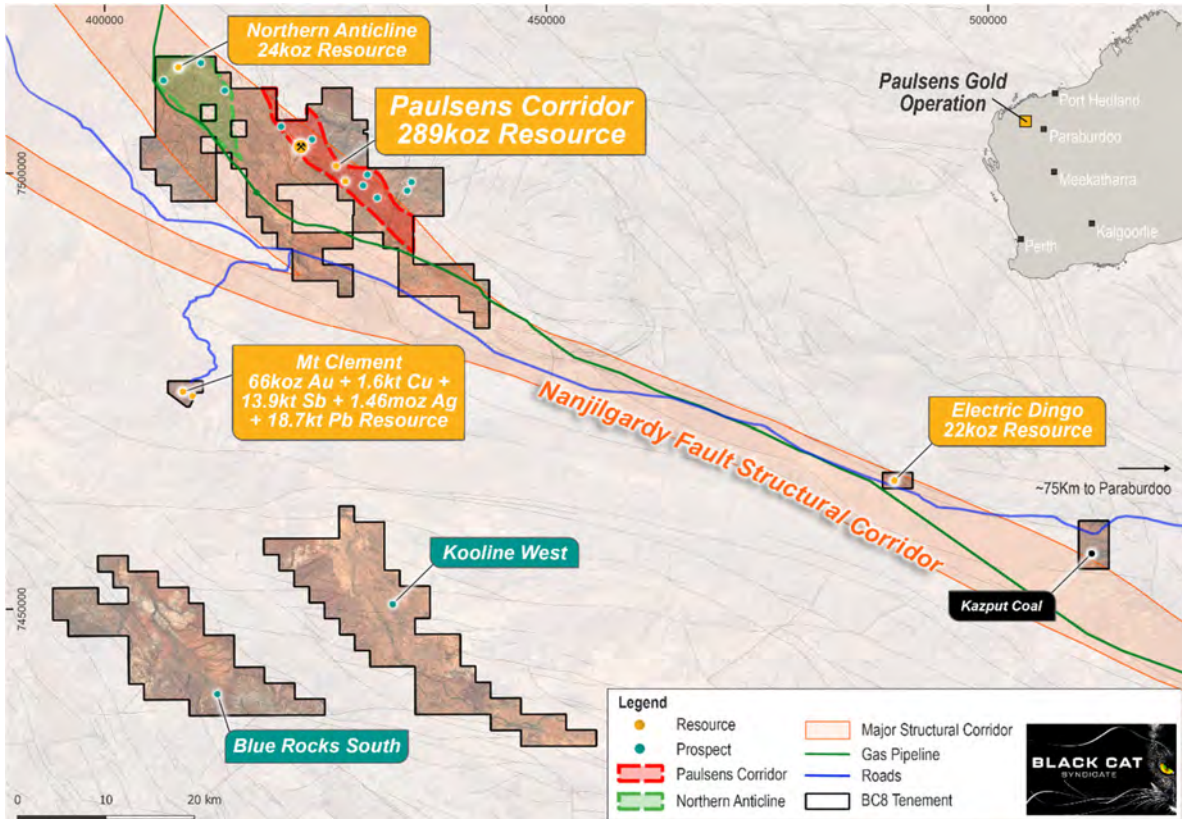 400000
450000
500000
7500000
7450000
Northern Anticline
24koz Resource
Paulsens Corridor
289koz Resource
Paulsens Gold
Operation
Port Hedland
Paraburdoo
Meekatharra
Kalgoorlie
Perth
Mt Clement
66koz Au + 1.6kt Cu +
13.9kt Sb + 1.46moz Ag
+ 18.7kt Pb Resource
Nanjilgardy Fault Structural Corridor
Electric Dingo
22koz Resource
~75Km to Paraburdoo
Kooline West
Kazput Coal
Blue Rocks South
0 10 20 km
Legend
Resource
Prospect
Paulsens Corridor
Northern Anticline
Major Structural Corridor
Gas Pipeline
Roads
BC8 Tenement
BLACK CAT
SYNDICATE